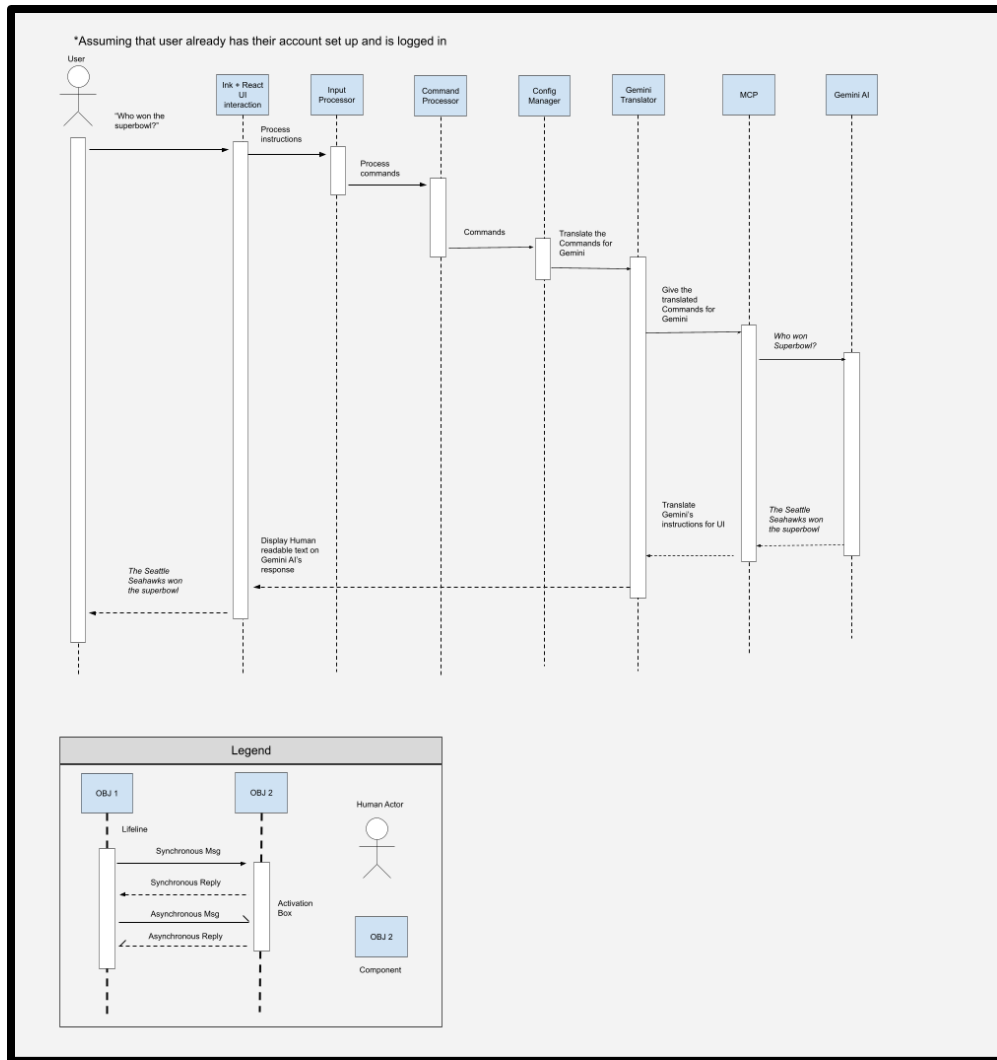 *Assuming that user already has their account set up and is logged in
User
Ink + React
UI
interaction
Input
Processor
Command
Processor
Config
Manager
Gemini
Translator
MCP
Gemini AI
"Who won the
superbowl?"
Process
instructions
Process
commands
Commands
Translate the
Commands for
Gemini
Give the
translated
Commands for
Gemini
Who won
Superbowl?
Translate
Gemini's
instructions for UI
The Seattle
Seahawks won
the superbowl
Display Human
readable text on
Gemini AI's
response
The Seattle
Seahawks won
the superbowl
Legend
OBJ 1
OBJ 2
Human Actor
Lifeline
Synchronous Msg
Synchronous Reply
Activation
Box
Asynchronous Msg
Asynchronous Reply
OBJ 2
Component